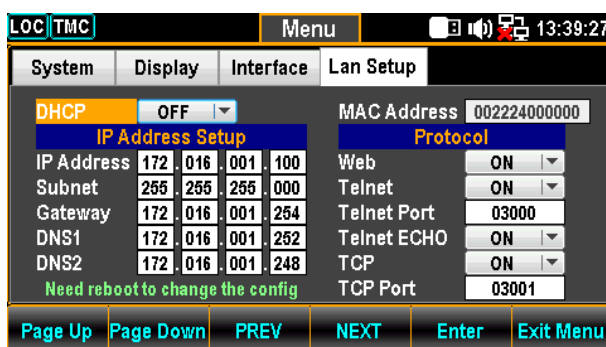 LOC TMC Menu 13:39:27
System Display Interface Lan Setup
DHCP OFF
IP Address Setup
IP Address 172 . 016 . 001 . 100
Subnet 255 . 255 . 255 . 000
Gateway 172 . 016 . 001 . 254
DNS1 172 . 016 . 001 . 252
DNS2 172 . 016 . 001 . 248
Need reboot to change the config
MAC Address 002224000000
Protocol
Web ON
Telnet ON
Telnet Port 03000
Telnet ECHO ON
TCP ON
TCP Port 03001
Page Up Page Down PREV NEXT Enter Exit Menu